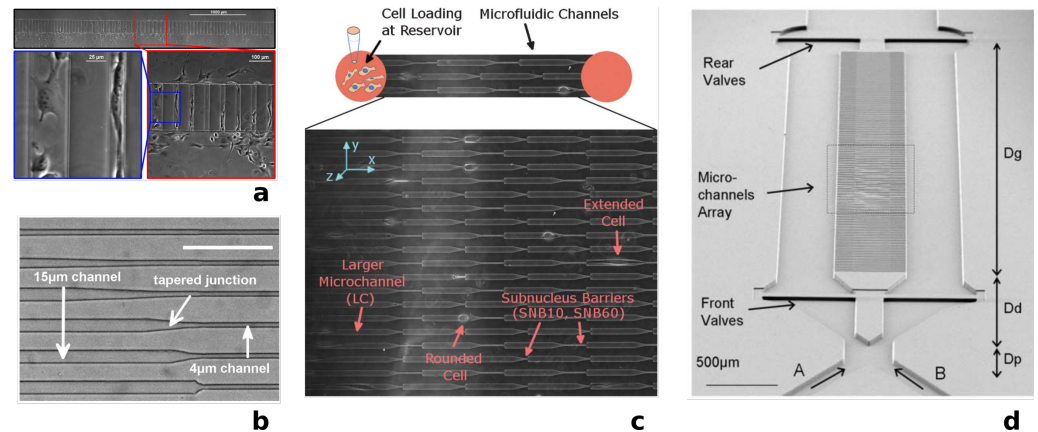 1000 µm
25 µm
100 µm
a
15µm channel
tapered junction
4µm channel
b
Cell Loading
at Reservoir
Microfluidic Channels
y
x
z
Extended
Cell
Larger
Microchannel
(LC)
Subnucleus Barriers
(SNB10, SNB60)
Rounded
Cell
c
Rear
Valves
Micro-
channels
Array
Front
Valves
500µm
A
B
Dg
Dd
Dp
d